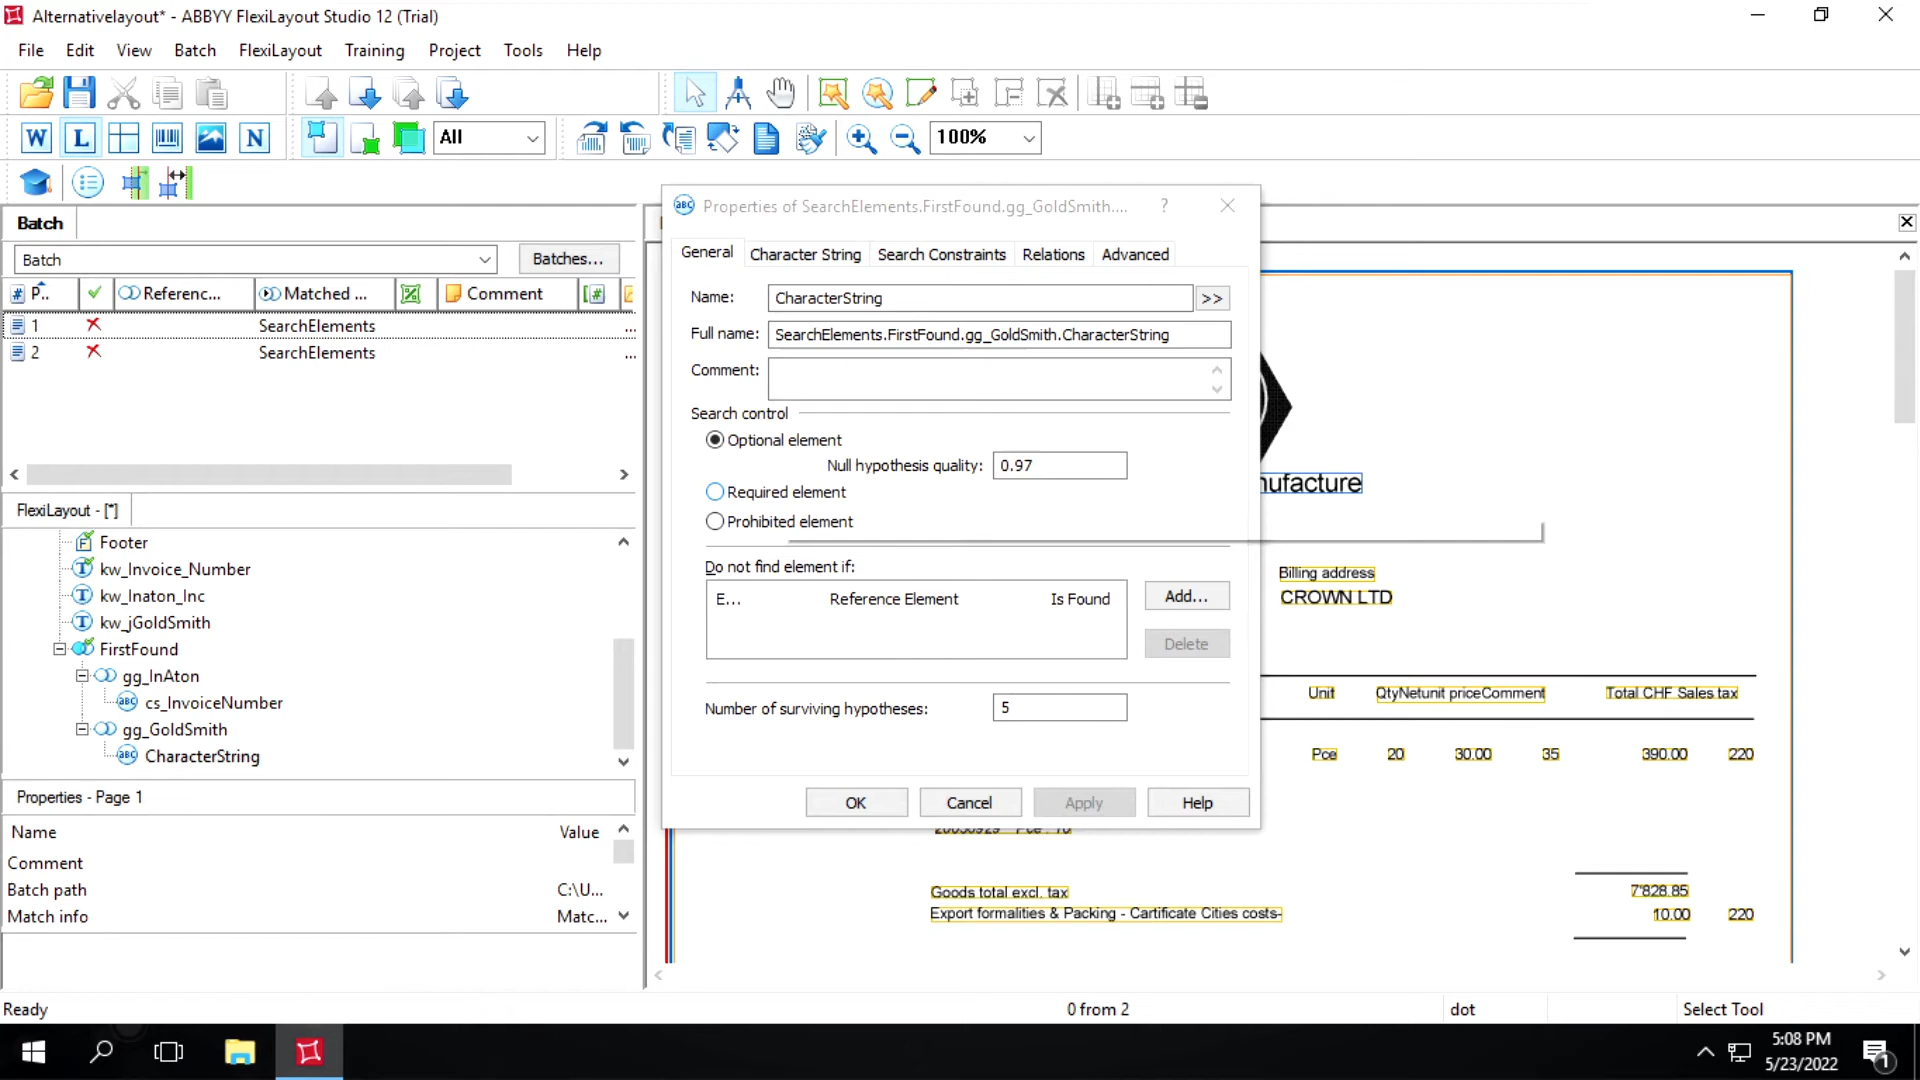 Alternativelayout* - ABBYY FlexiLayout Studio 12 (Trial)
File Edit View Batch FlexiLayout Training Project Tools Help
W L N All 100%
Batch
Batch Batches...
# P.. Referenc... Matched ... Comment [#
1 SearchElements ...
2 SearchElements ...
FlexiLayout - [*]
Footer
kw_Invoice_Number
kw_Inaton_Inc
kw_jGoldSmith
FirstFound
gg_InAton
cs_InvoiceNumber
gg_GoldSmith
CharacterString
Properties - Page 1
Name Value
Comment
Batch path C:\U...
Match info Matc...
Properties of SearchElements.FirstFound.gg_GoldSmith.... ?
General Character String Search Constraints Relations Advanced
Name: CharacterString >>
Full name: SearchElements.FirstFound.gg_GoldSmith.CharacterString
Comment:
Search control
Optional element
Null hypothesis quality: 0.97
Required element
Prohibited element
Do not find element if:
E... Reference Element Is Found
Add...
Delete
Number of surviving hypotheses: 5
OK Cancel Apply Help
nufacture
Billing address
CROWN LTD
Unit QtyNetunit priceComment Total CHF Sales tax
Pce 20 30.00 35 390.00 220
Goods total excl. tax 7'828.85
Export formalities & Packing - Cartificate Cities costs- 10.00 220
Ready 0 from 2 dot Select Tool
5:08 PM
5/23/2022
1